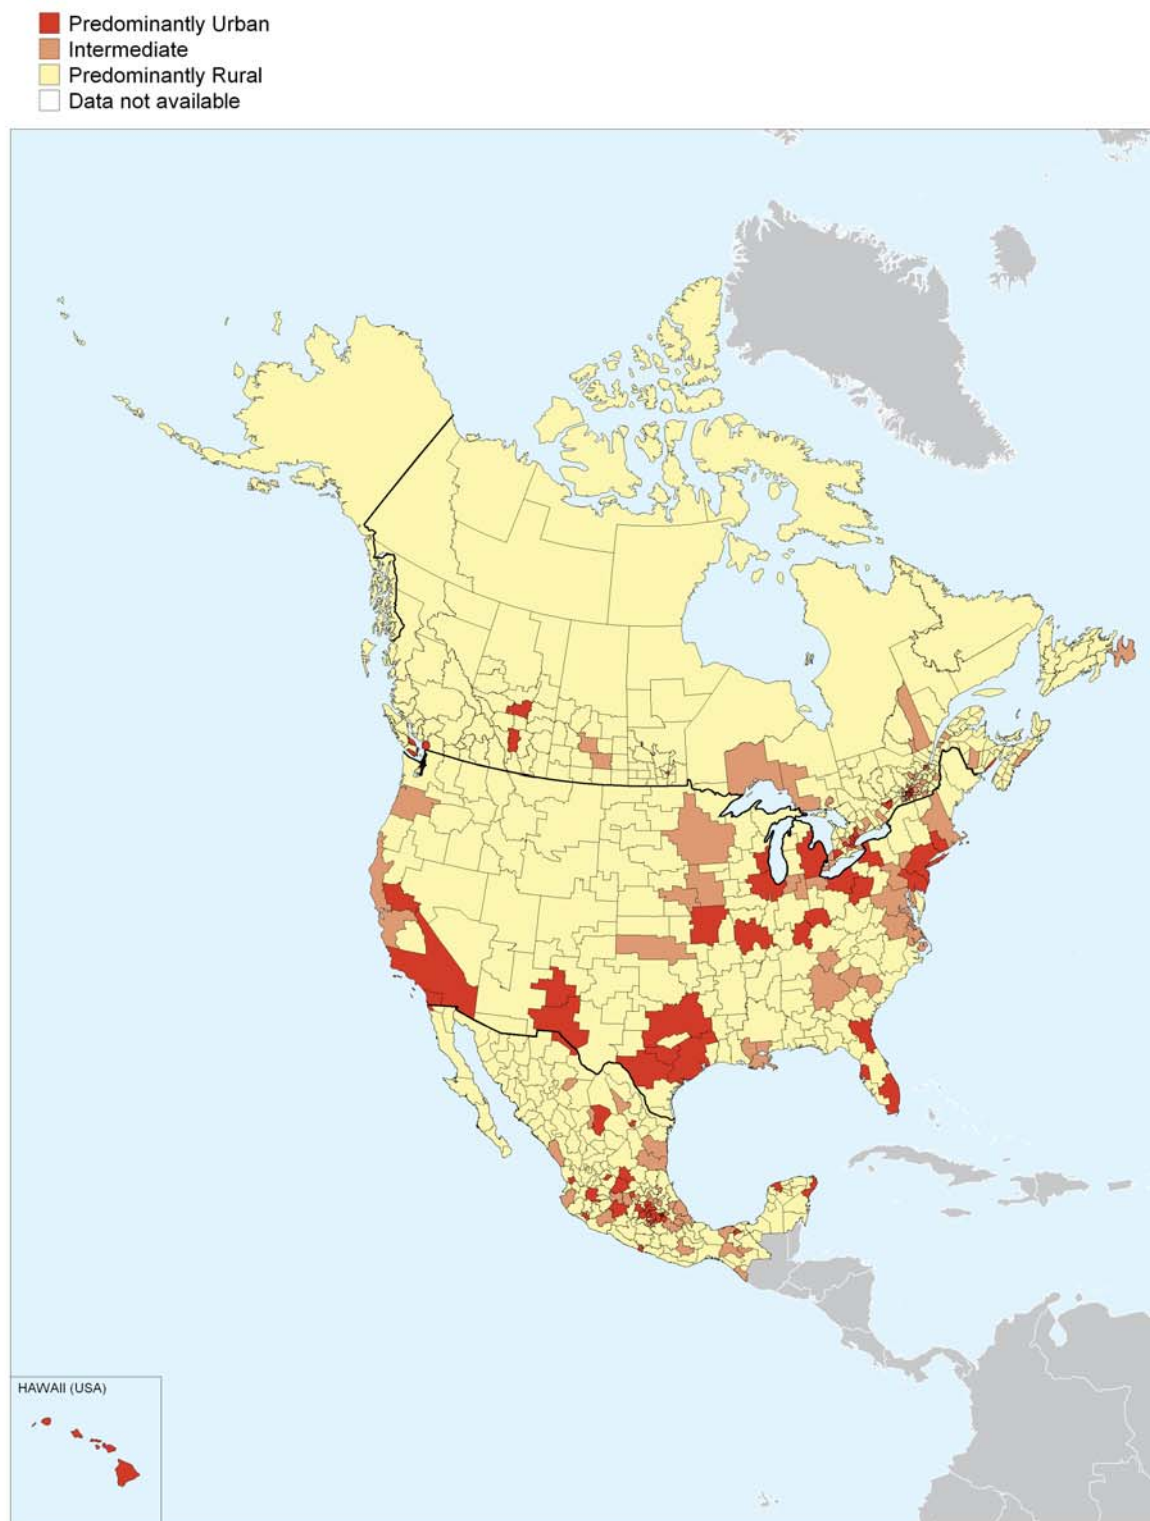 Predominantly Urban
Intermediate
Predominantly Rural
Data not available
HAWAII (USA)